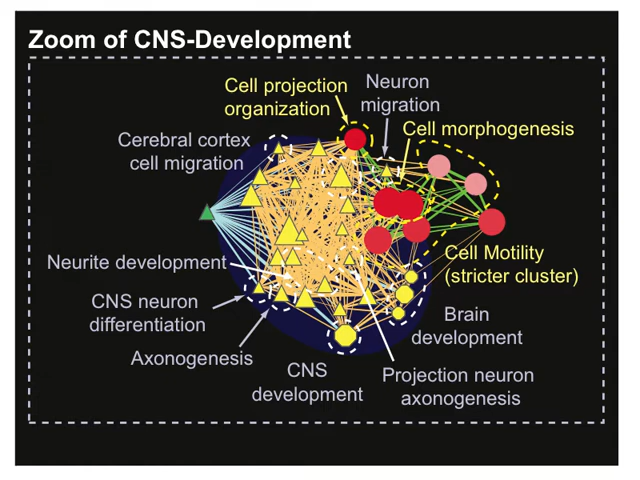 Zoom of CNS-Development
Cell projection
organization
Neuron
migration
Cell morphogenesis
Cerebral cortex
cell migration
Neurite development
Cell Motility
(stricter cluster)
CNS neuron
differentiation
Brain
development
Axonogenesis
CNS
development
Projection neuron
axonogenesis